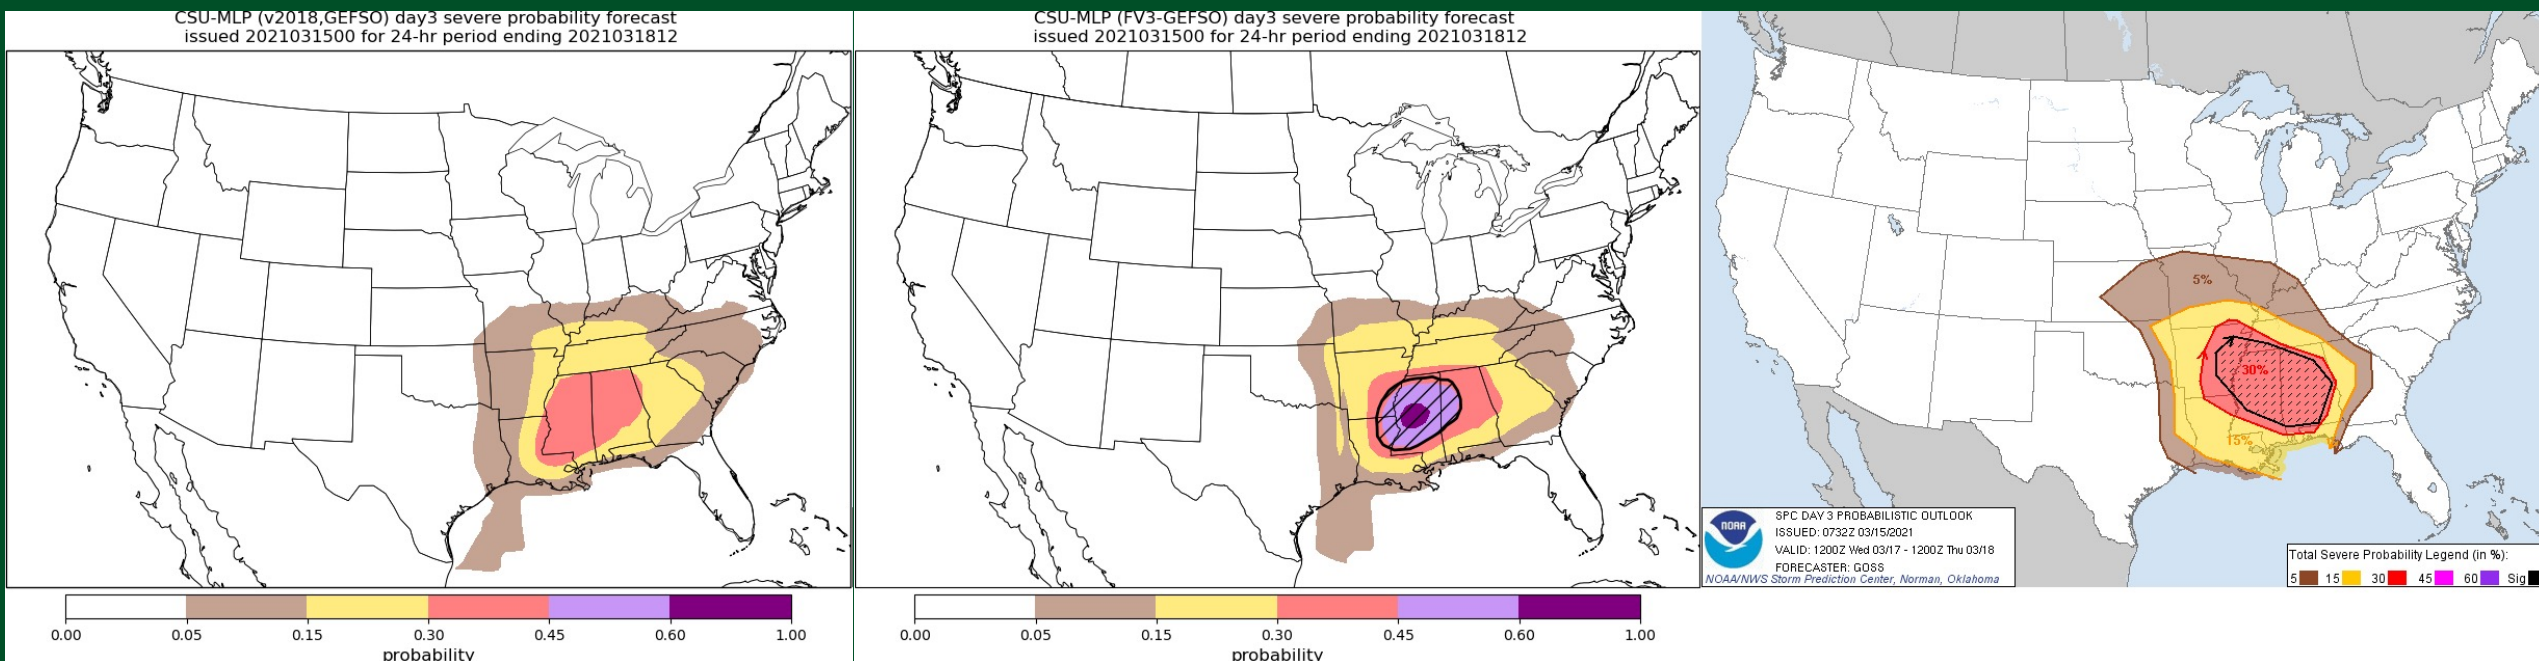 CSU-MLP (v2018,GEFSO) day3 severe probability forecast
issued 2021031500 for 24-hr period ending 2021031812
0.00 0.05 0.15 0.30 0.45 0.60 1.00
probability
CSU-MLP (FV3-GEFSO) day3 severe probability forecast
issued 2021031500 for 24-hr period ending 2021031812
0.00 0.05 0.15 0.30 0.45 0.60 1.00
probability
5%
30%
15%
NOAA
SPC DAY 3 PROBABILISTIC OUTLOOK
ISSUED: 0732Z 03/15/2021
VALID: 1200Z Wed 03/17 - 1200Z Thu 03/18
FORECASTER: GOSS
NOAA/NWS Storm Prediction Center, Norman, Oklahoma
Total Severe Probability Legend (in %):
5 15 30 45 60 Sig